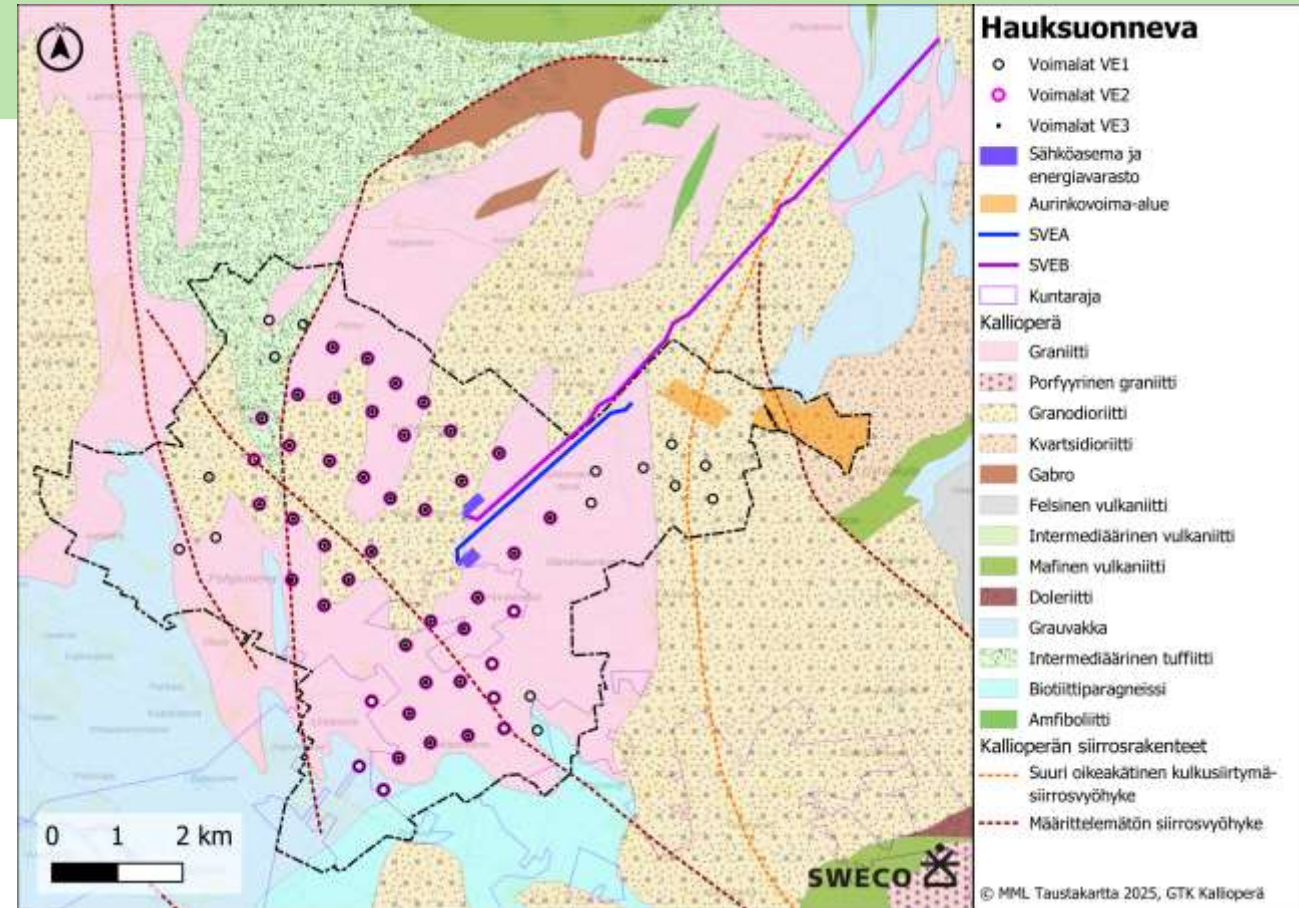 N
Hauksuonneva
Voimalat VE1
Voimalat VE2
Voimalat VE3
Sähköasema ja
energiavarasto
Aurinkovoima-alue
SVEA
SVEB
Kuntaraja
Kallioperä
Graniitti
Porfyyrinen graniitti
Granodioriitti
Kvartsidioriitti
Gabro
Felsinen vulkaniitti
Intermediäärinen vulkaniitti
Mafinen vulkaniitti
Doleriitti
Grauvakka
Intermediäärinen tuffiitti
Biotiittiparagneissi
Amfiboliitti
Kallioperän siirrosrakenteet
Suuri oikeakätinen kulkusiirtymä-
siirrosvyöhyke
Määrittelemätön siirrosvyöhyke
0 1 2 km
SWECO
© MML Taustakartta 2025, GTK Kallioperä